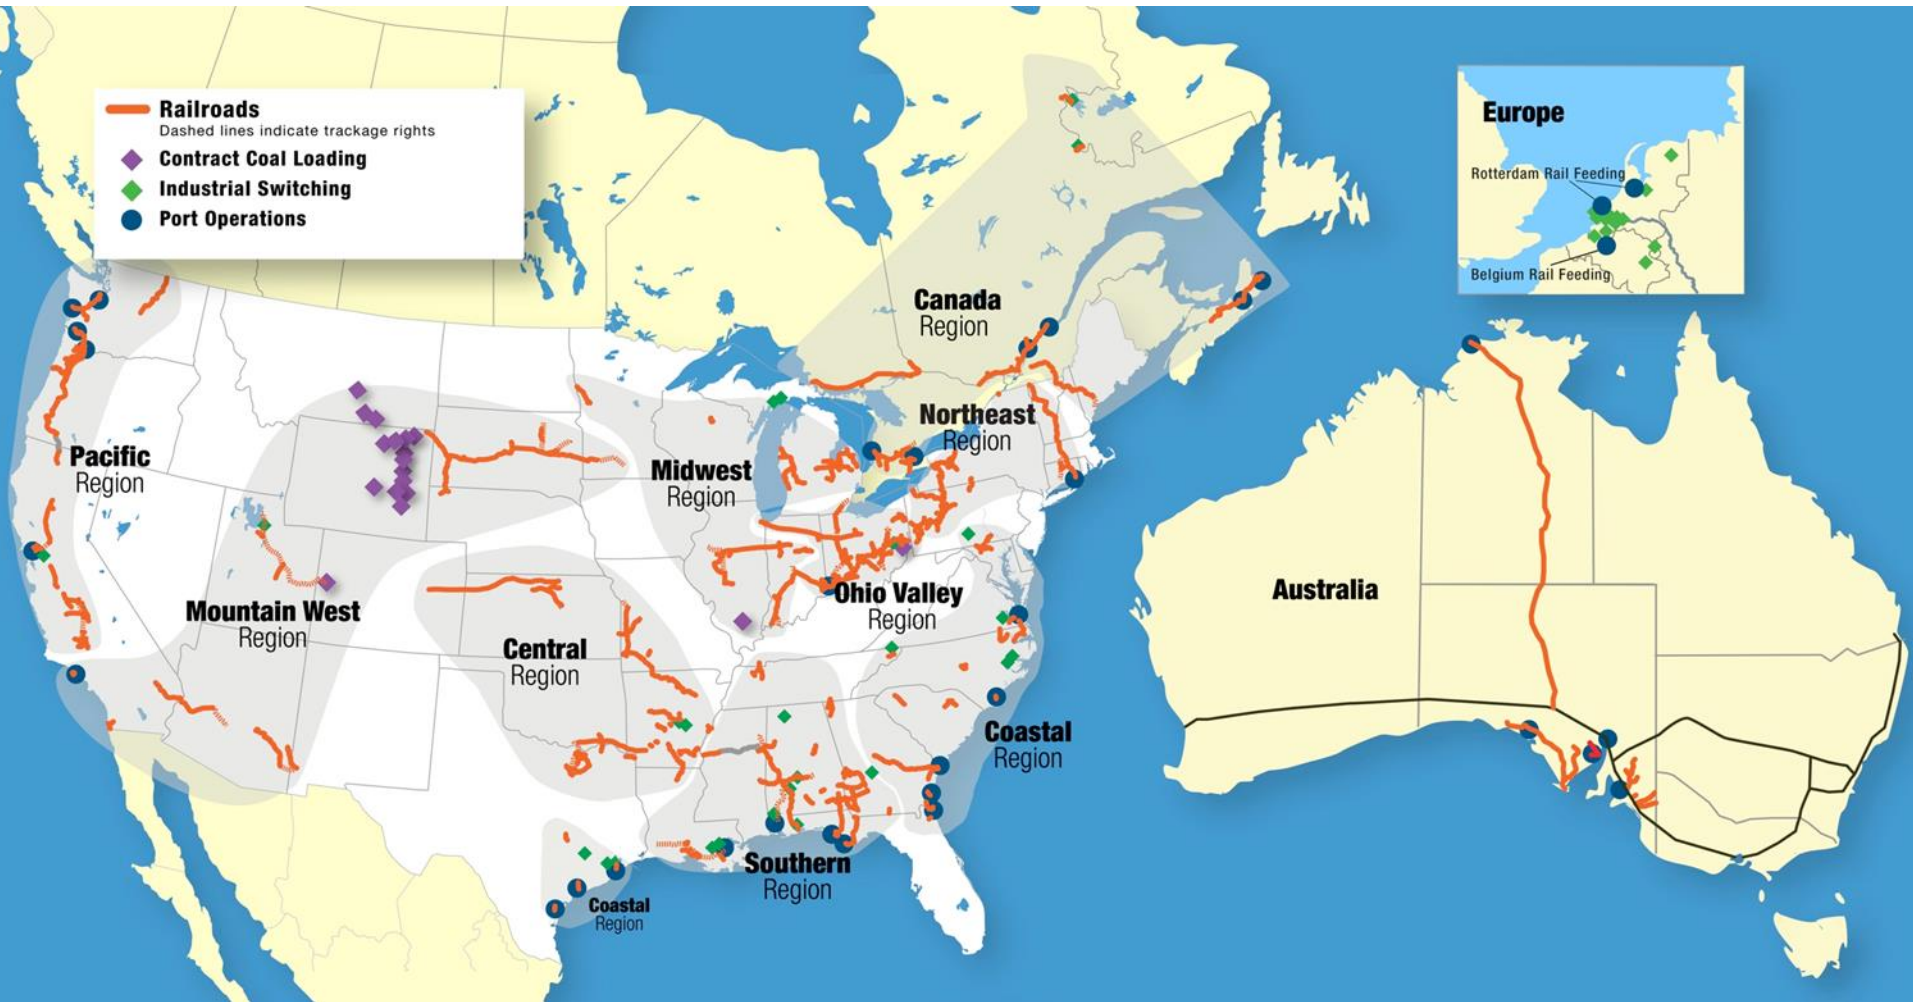 Railroads
Dashed lines indicate trackage rights
Contract Coal Loading
Industrial Switching
Port Operations
Europe
Rotterdam Rail Feeding
Belgium Rail Feeding
Canada
Region
Northeast
Region
Pacific
Region
Midwest
Region
Mountain West
Region
Ohio Valley
Region
Central
Region
Coastal
Region
Southern
Region
Coastal
Region
Australia